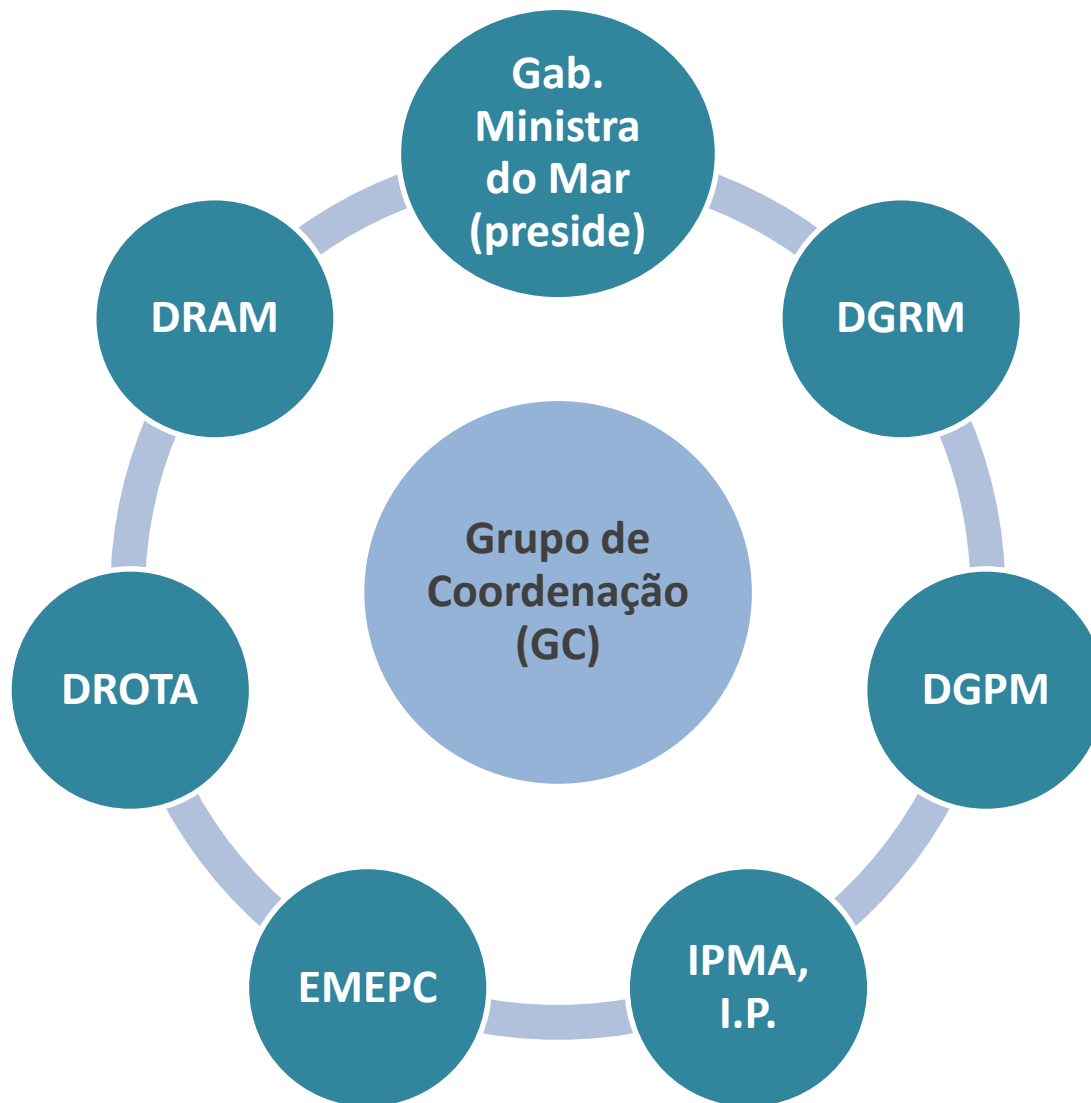 Gab.
Ministra
do Mar
(preside)
DRAM
DGRM
Grupo de
Coordenação
(GC)
DROTA
DGPM
EMEPC
IPMA,
I.P.